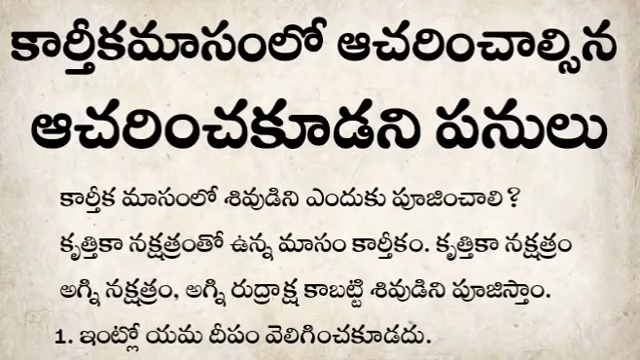 కార్తీకమాసంలో ఆచరించాల్సిన
ఆచరించకూడని పనులు
కార్తీక మాసంలో శివుడిని ఎందుకు పూజించాలి?
కృత్తికా నక్షత్రంతో ఉన్న మాసం కార్తీకం. కృత్తికా నక్షత్రం
అగ్ని నక్షత్రం, అగ్ని రుద్రాక్ష కాబట్టి శివుడిని పూజిస్తాం.
1. ఇంట్లో యమ దీపం వెలిగించకూడదు.